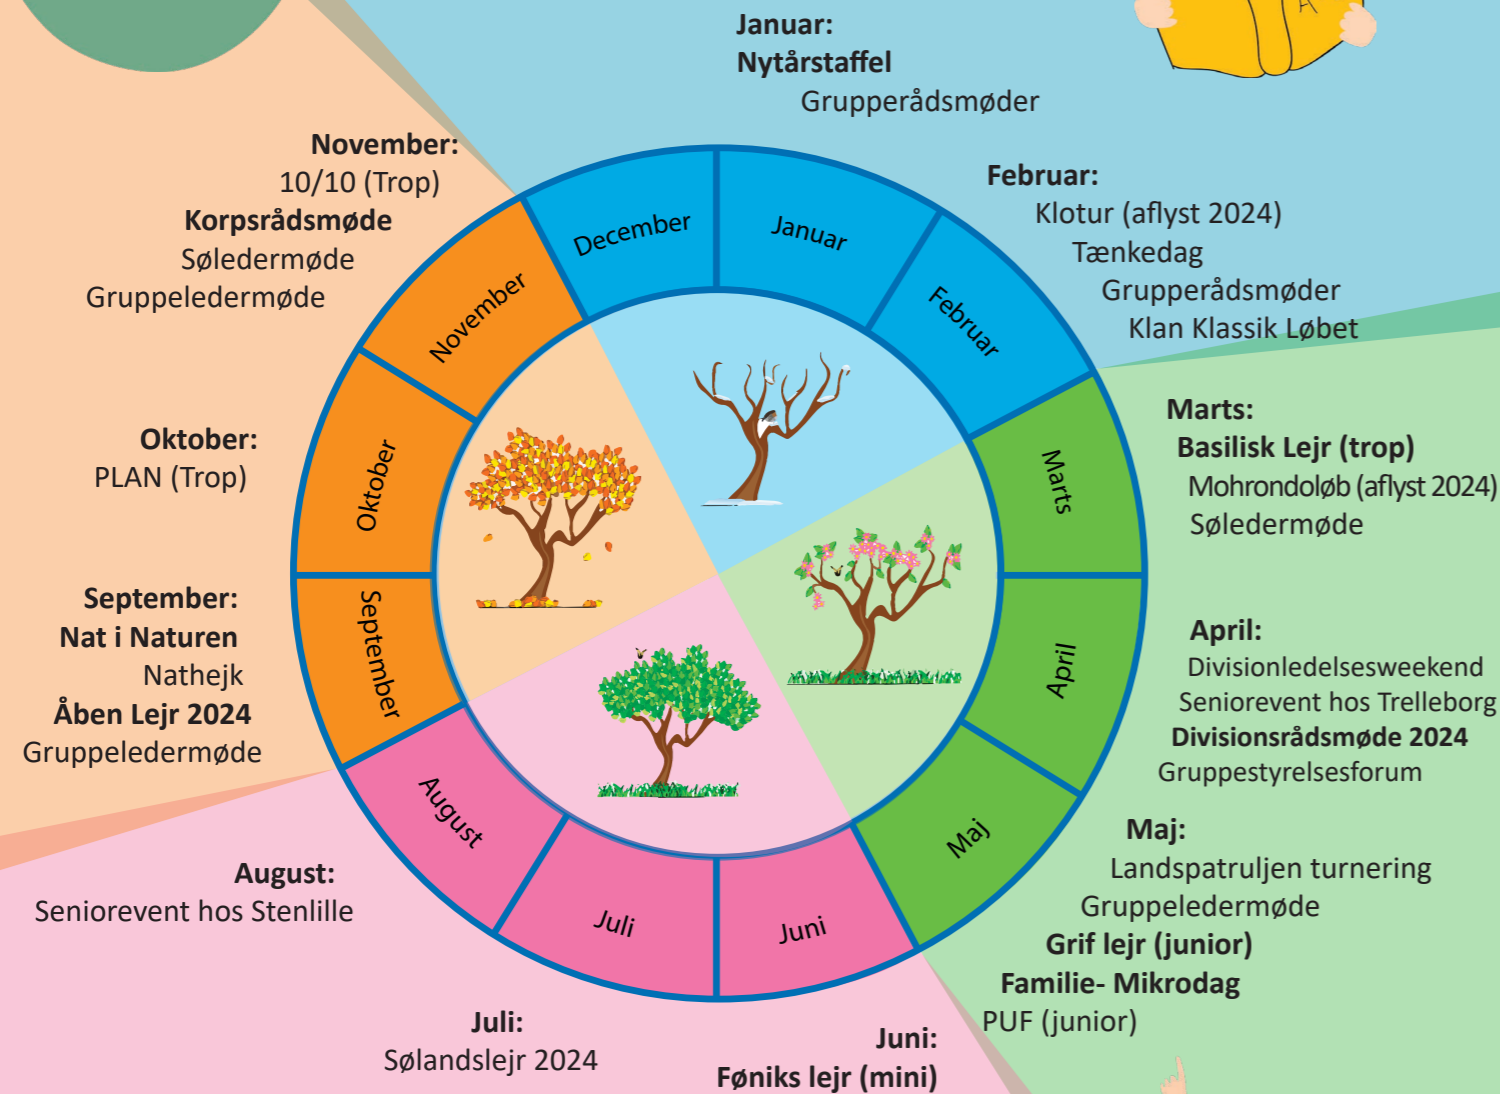 Januar:
Nytårstaffel
Grupperådsmøder
Februar:
Klotur (aflyst 2024)
Tænkedag
Grupperådsmøder
Klan Klassik Løbet
Marts:
Basilisk Lejr (trop)
Mohrondoløb (aflyst 2024)
Søledermøde
April:
Divisionledelsesweekend
Seniorevent hos Trelleborg
Divisionsrådsmøde 2024
Gruppestyrelsesforum
Maj:
Landspatruljen turnering
Gruppeledermøde
Grif lejr (junior)
Familie- Mikrodag
PUF (junior)
Juni:
Føniks lejr (mini)
Juli:
Sølandslejr 2024
August:
Seniorevent hos Stenlille
September:
Nat i Naturen
Nathejk
Åben Lejr 2024
Gruppeledermøde
Oktober:
PLAN (Trop)
November:
10/10 (Trop)
Korpsrådsmøde
Søledermøde
Gruppeledermøde
December
Januar
Februar
Marts
April
Maj
Juni
Juli
August
September
Oktober
November